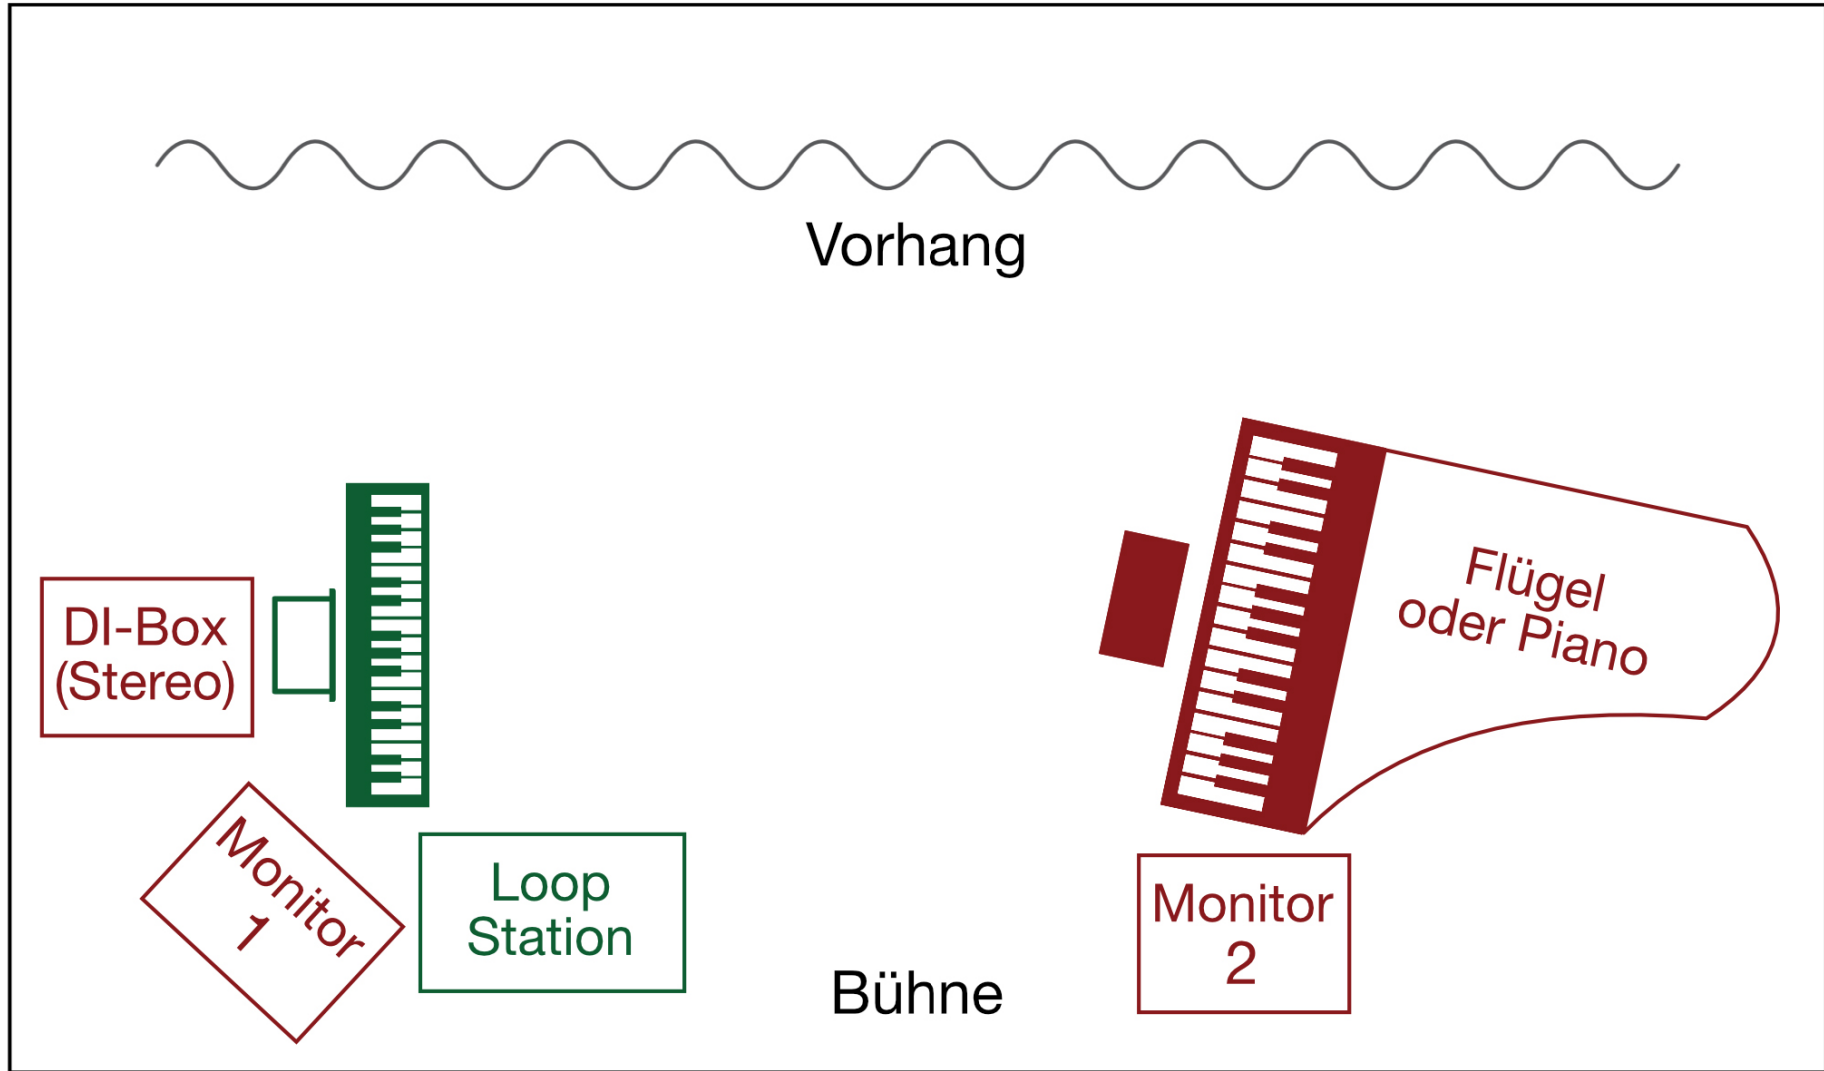 Vorhang
Flügel
oder Piano
DI-Box
(Stereo)
Monitor
1
Loop
Station
Monitor
2
Bühne